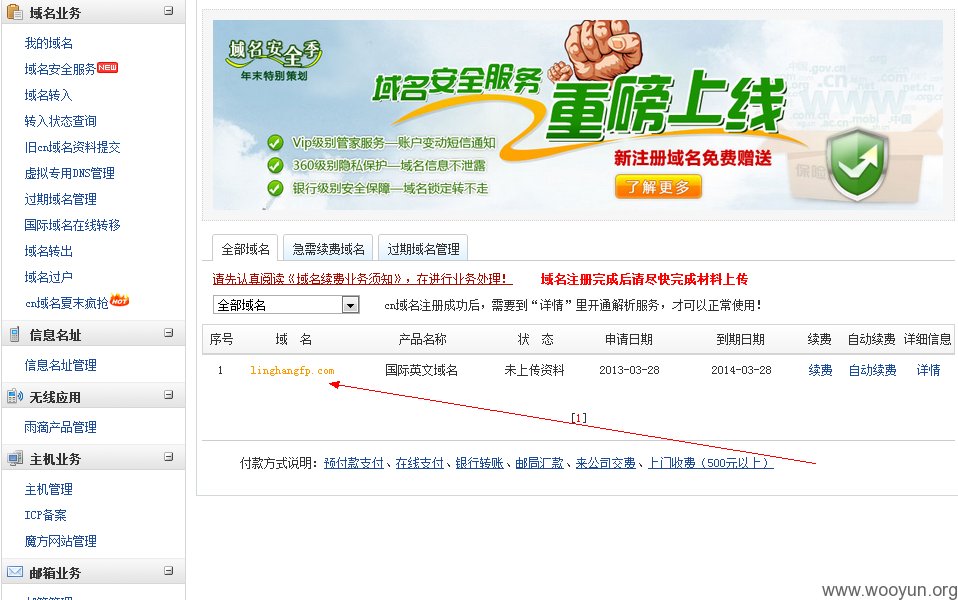 域名业务
我的域名
域名安全服务 NEW
域名转入
转入状态查询
旧cn域名资料提交
虚拟专用DNS管理
过期域名管理
国际域名在线转移
域名转出
域名过户
cn域名夏末疯抢 HOT
信息名址
信息名址管理
无线应用
雨滴产品管理
主机业务
主机管理
ICP备案
魔方网站管理
邮箱业务
域名安全季
年末特别策划
域名安全服务
重磅上线
Vip级别管家服务—账户变动短信通知
360级别隐私保护—域名信息不泄露
银行级别安全保障—域名锁定转不走
新注册域名免费赠送
了解更多
保险
全部域名 急需续费域名 过期域名管理
请先认真阅读《域名续费业务须知》，在进行业务处理! 域名注册完成后请尽快完成材料上传
全部域名 cn域名注册成功后，需要到“详情”里开通解析服务，才可以正常使用!
序号 域 名 产品名称 状 态 申请日期 到期日期 续费 自动续费 详细信息
1 linghangfp.com 国际英文域名 未上传资料 2013-03-28 2014-03-28 续费 自动续费 详情
[1]
付款方式说明：预付款支付、在线支付、银行转账、邮局汇款、来公司交费、上门收费（500元以上）
www.wooyun.org